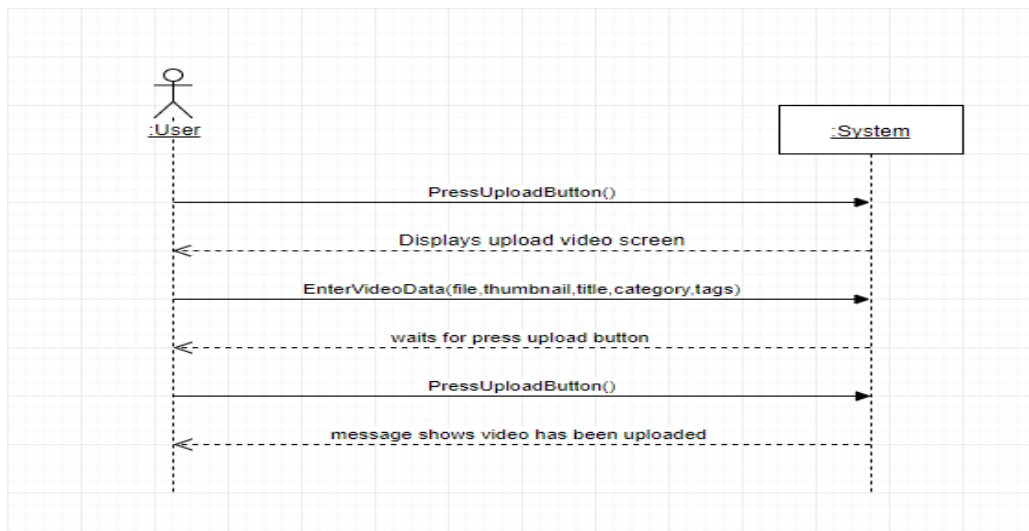 :User
:System
PressUploadButton()
Displays upload video screen
EnterVideoData(file,thumbnail,title,category,tags)
waits for press upload button
PressUploadButton()
message shows video has been uploaded